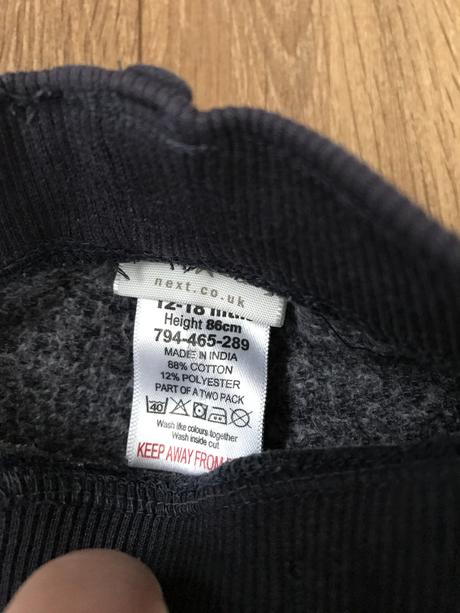 next.co.uk
12-18 mths
Height 86cm
794-465-289
MADE IN INDIA
88% COTTON
12% POLYESTER
PART OF A TWO PACK
40
Wash like colours together
Wash inside out
KEEP AWAY FROM